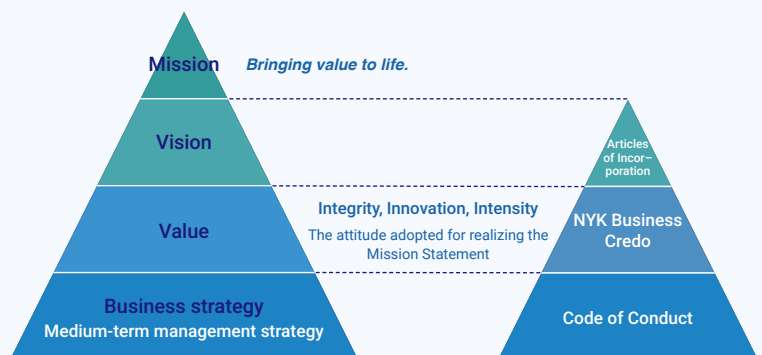 Mission
Bringing value to life.
Vision
Articles
of Incor–
poration
Value
Integrity, Innovation, Intensity
The attitude adopted for realizing the
Mission Statement
NYK Business
Credo
Business strategy
Medium-term management strategy
Code of Conduct